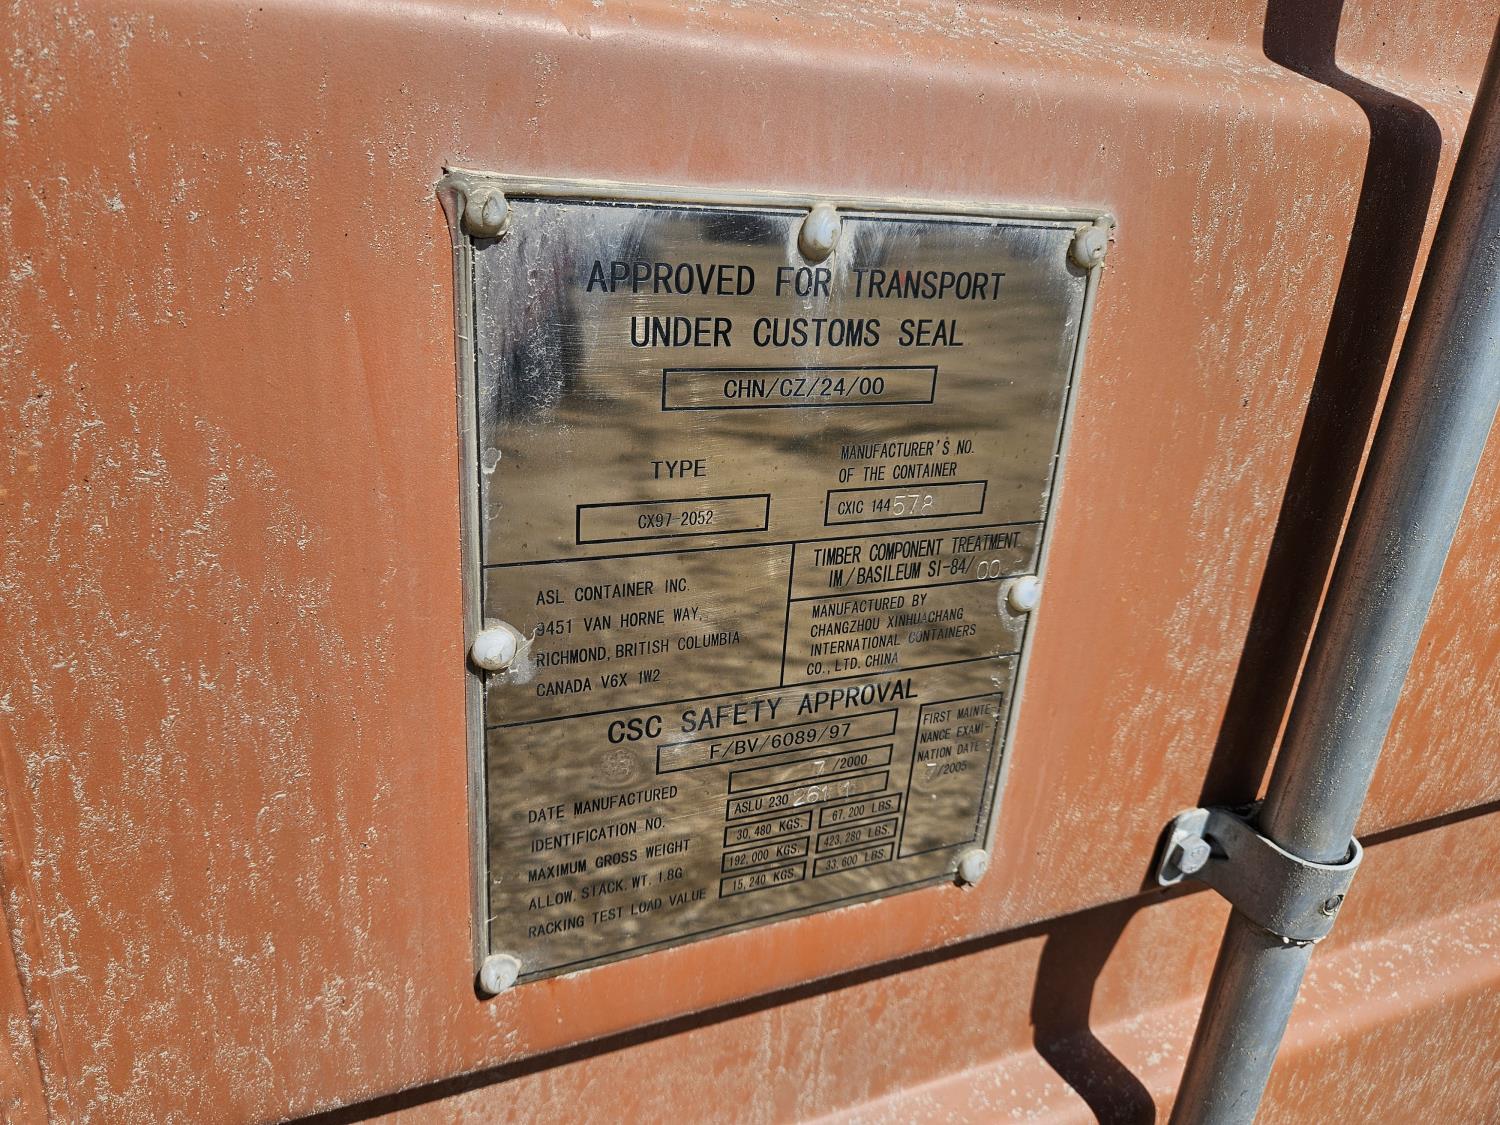 APPROVED FOR TRANSPORT
UNDER CUSTOMS SEAL
CHN/CZ/24/00
TYPE
CX97-2052
MANUFACTURER'S NO.
OF THE CONTAINER
CXIC 144578
TIMBER COMPONENT TREATMENT
IM/BASILEUM SI-84/00
ASL CONTAINER INC.
9451 VAN HORNE WAY,
RICHMOND, BRITISH COLUMBIA
CANADA V6X 1W2
MANUFACTURED BY
CHANGZHOU XINHUACHANG
INTERNATIONAL CONTAINERS
CO., LTD. CHINA
CSC SAFETY APPROVAL
F/BV/6089/97
DATE MANUFACTURED 7/2000
IDENTIFICATION NO. ASLU 230
MAXIMUM GROSS WEIGHT 30,480 KGS. 67,200 LBS.
ALLOW. STACK. WT. 1.8G 192,000 KGS. 423,280 LBS.
RACKING TEST LOAD VALUE 15,240 KGS. 33,600 LBS.
FIRST MAINTE-
NANCE EXAMI-
NATION DATE
7/2005